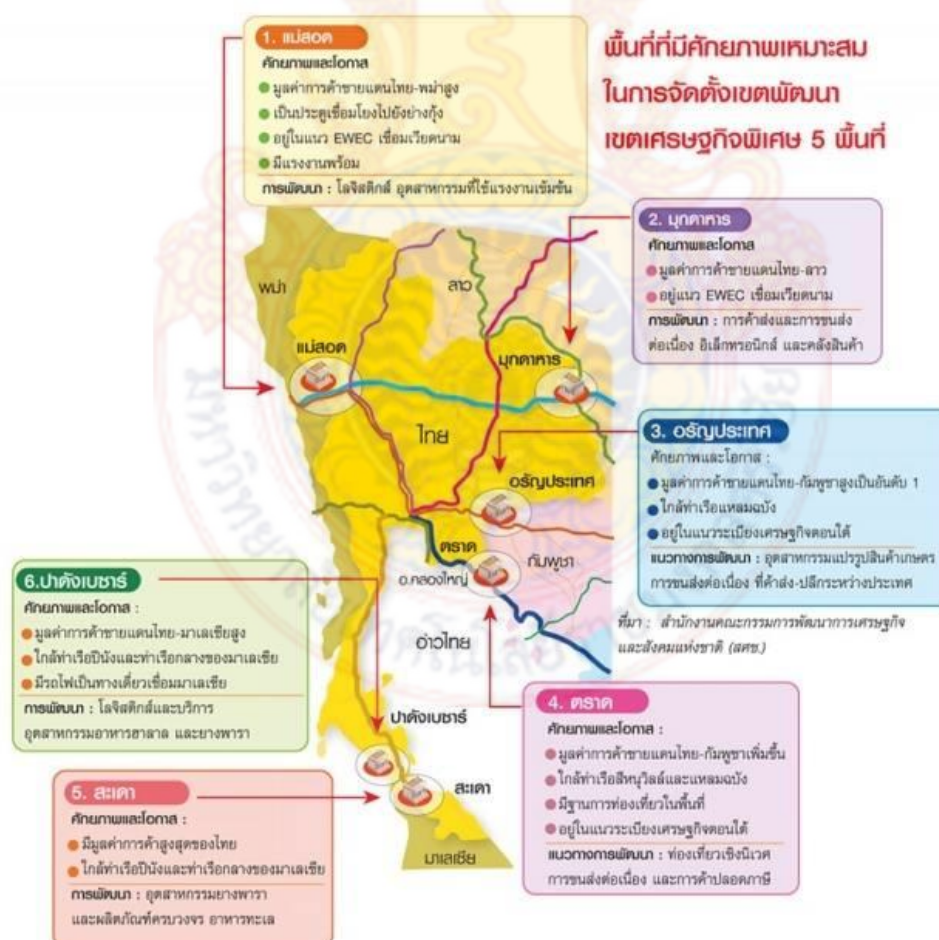 พื้นที่ที่มีศักยภาพเหมาะสม
ในการจัดตั้งเขตพัฒนา
เขตเศรษฐกิจพิเศษ 5 พื้นที่
1. แม่สอด
ศักยภาพและโอกาส
มูลค่าการค้าชายแดนไทย-พม่าสูง
เป็นประตูเชื่อมโยงไปยังย่างกุ้ง
อยู่ในแนว EWEC เชื่อมเวียดนาม
มีแรงงานพร้อม
การพัฒนา : โลจิสติกส์ อุตสาหกรรมที่ใช้แรงงานเข้มข้น
2. มุกดาหาร
ศักยภาพและโอกาส
มูลค่าการค้าชายแดนไทย-ลาว
อยู่แนว EWEC เชื่อมเวียดนาม
การพัฒนา : การค้าส่งและการขนส่ง
ต่อเนื่อง อิเล็กทรอนิกส์ และคลังสินค้า
พม่า
ลาว
แม่สอด
มุกดาหาร
ไทย
อรัญประเทศ
ตราด
อ.คลองใหญ่
กัมพูชา
อ่าวไทย
ปาดังเบซาร์
สะเดา
มาเลเซีย
3. อรัญประเทศ
ศักยภาพและโอกาส :
มูลค่าการค้าชายแดนไทย-กัมพูชาสูงเป็นอันดับ 1
ใกล้ท่าเรือแหลมฉบัง
อยู่ในแนวระเบียงเศรษฐกิจตอนใต้
แนวทางการพัฒนา : อุตสาหกรรมแปรรูปสินค้าเกษตร
การขนส่งต่อเนื่อง ที่ค้าส่ง-ปลีกระหว่างประเทศ
ที่มา : สำนักงานคณะกรรมการพัฒนาการเศรษฐกิจ
และสังคมแห่งชาติ (สศช.)
6.ปาดังเบซาร์
ศักยภาพและโอกาส :
มูลค่าการค้าชายแดนไทย-มาเลเซียสูง
ใกล้ท่าเรือปีนังและท่าเรือกลางของมาเลเซีย
มีรถไฟเป็นทางเดียวเชื่อมมาเลเซีย
การพัฒนา : โลจิสติกส์และบริการ
อุตสาหกรรมอาหารฮาลาล และยางพารา
4. ตราด
ศักยภาพและโอกาส :
มูลค่าการค้าชายแดนไทย-กัมพูชาเพิ่มขึ้น
ใกล้ท่าเรือสีหนุวิลล์และแหลมฉบัง
มีฐานการท่องเที่ยวในพื้นที่
อยู่ในแนวระเบียงเศรษฐกิจตอนใต้
แนวทางการพัฒนา : ท่องเที่ยวเชิงนิเวศ
การขนส่งต่อเนื่อง และการค้าปลอดภาษี
5. สะเดา
ศักยภาพและโอกาส :
มีมูลค่าการค้าสูงสุดของไทย
ใกล้ท่าเรือปีนังและท่าเรือกลางของมาเลเซีย
การพัฒนา : อุตสาหกรรมยางพารา
และผลิตภัณฑ์ครบวงจร อาหารทะเล